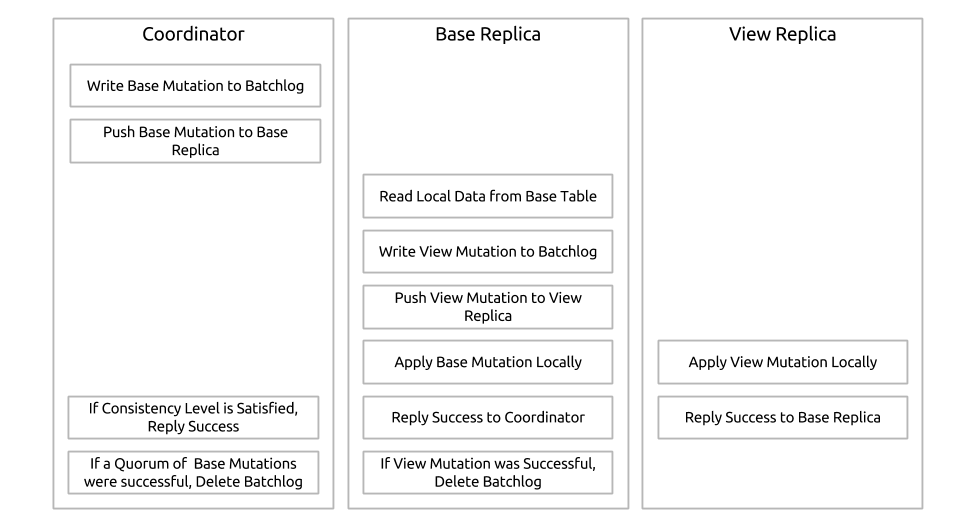 Coordinator
Write Base Mutation to Batchlog
Push Base Mutation to Base
Replica
If Consistency Level is Satisfied,
Reply Success
If a Quorum of Base Mutations
were successful, Delete Batchlog
Base Replica
Read Local Data from Base Table
Write View Mutation to Batchlog
Push View Mutation to View
Replica
Apply Base Mutation Locally
Reply Success to Coordinator
If View Mutation was Successful,
Delete Batchlog
View Replica
Apply View Mutation Locally
Reply Success to Base Replica